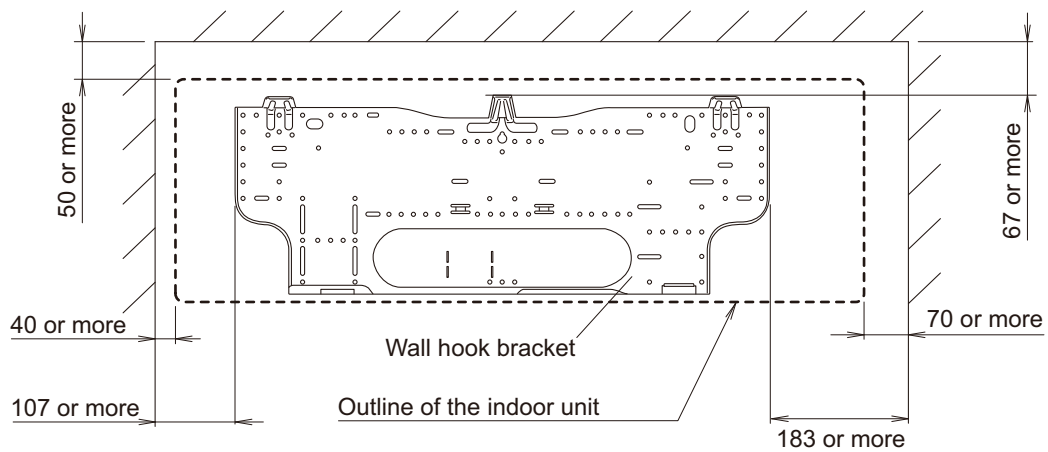 50 or more
67 or more
40 or more
70 or more
Wall hook bracket
107 or more
Outline of the indoor unit
183 or more